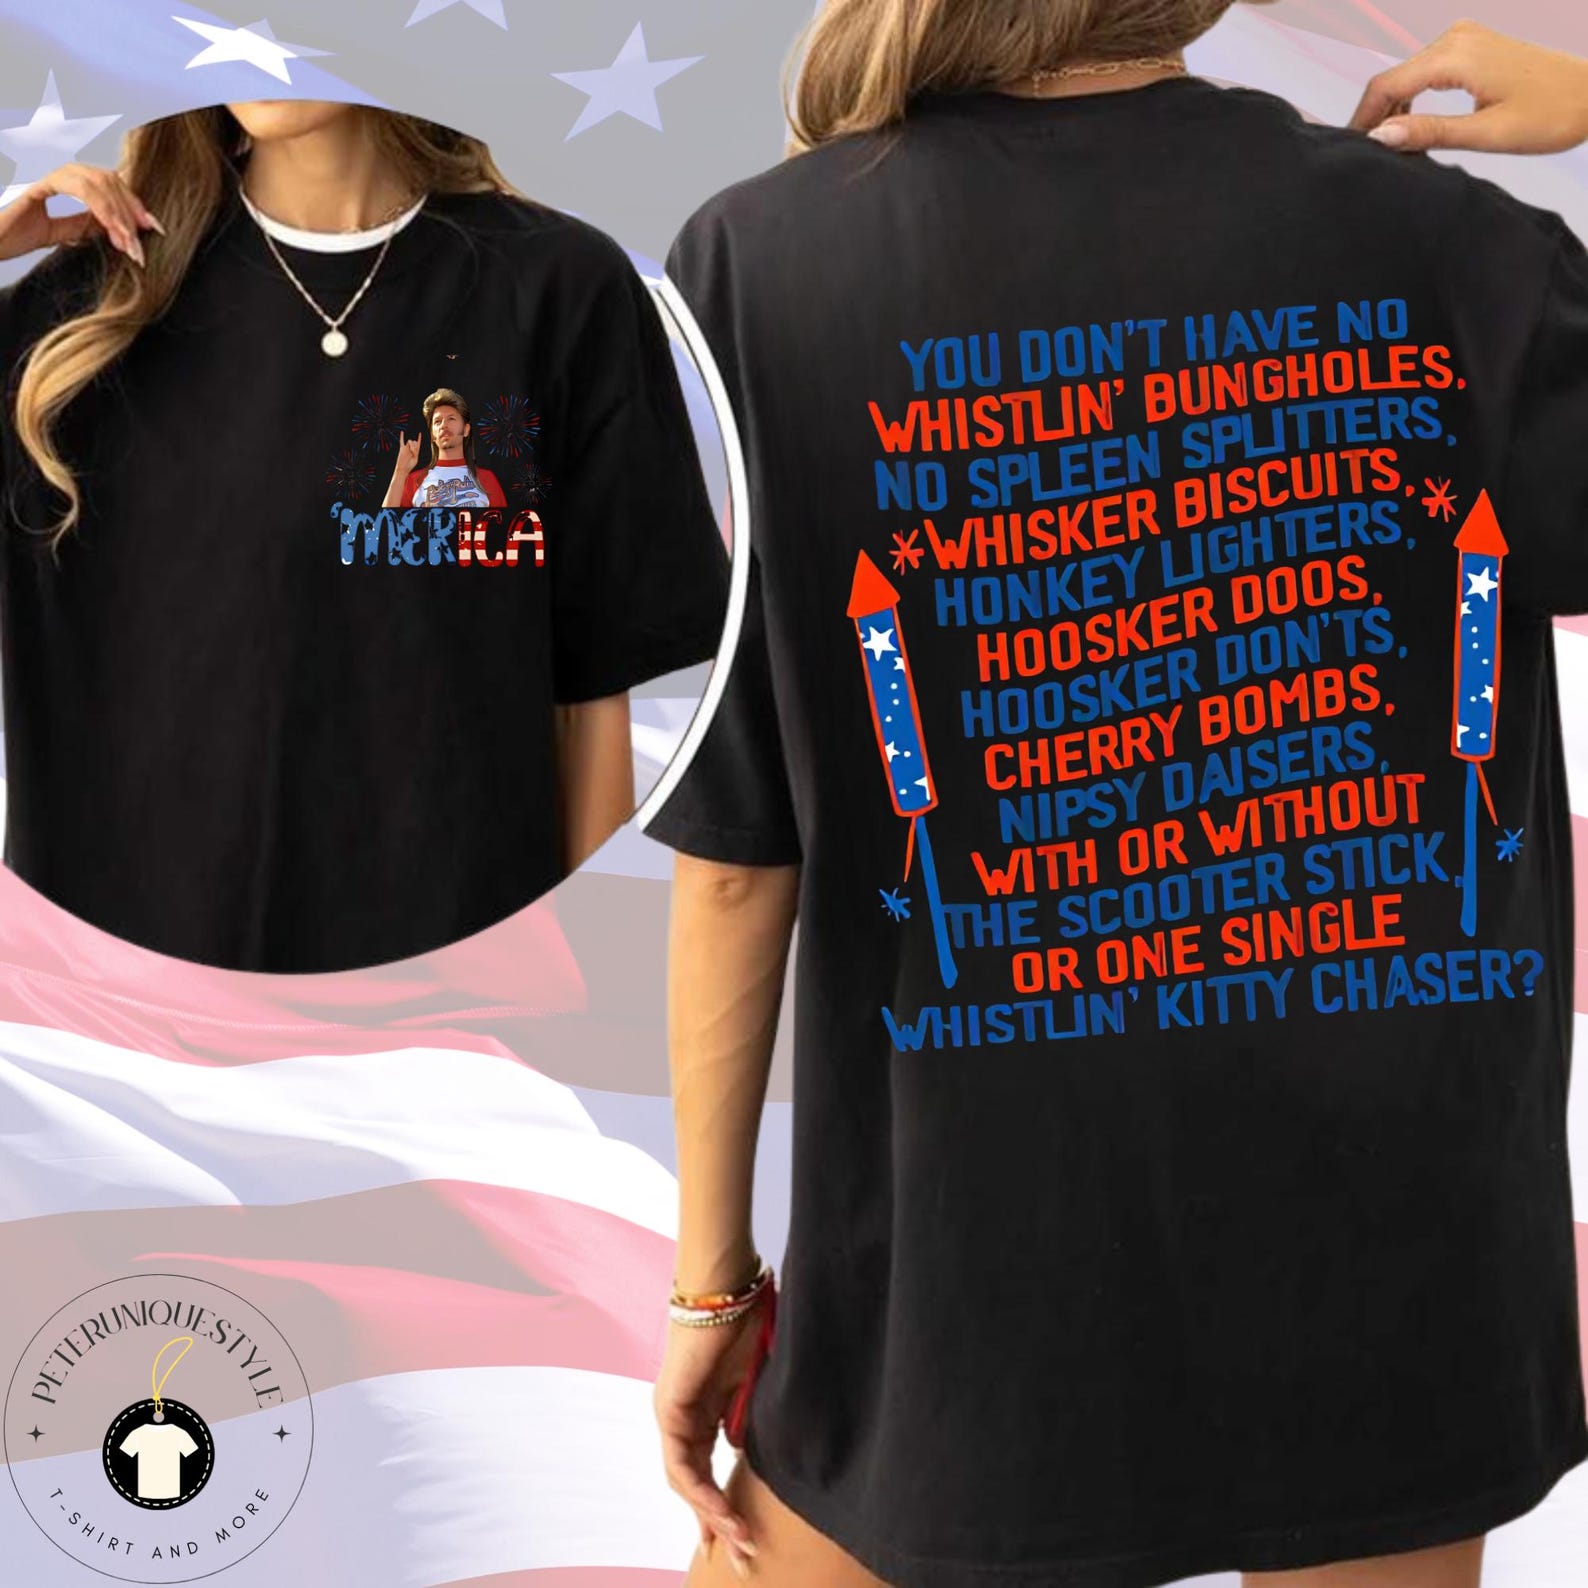 'MERICA
YOU DON'T HAVE NO
WHISTLIN' BUNGHOLES,
NO SPLEEN SPLITTERS,
WHISKER BISCUITS,
HONKEY LIGHTERS,
HOOSKER DOOS,
HOOSKER DON'TS,
CHERRY BOMBS,
NIPSY DAISERS,
WITH OR WITHOUT
THE SCOOTER STICK,
OR ONE SINGLE
WHISTLIN' KITTY CHASER?
PETERUNIQUESTYLE
T-SHIRT AND MORE